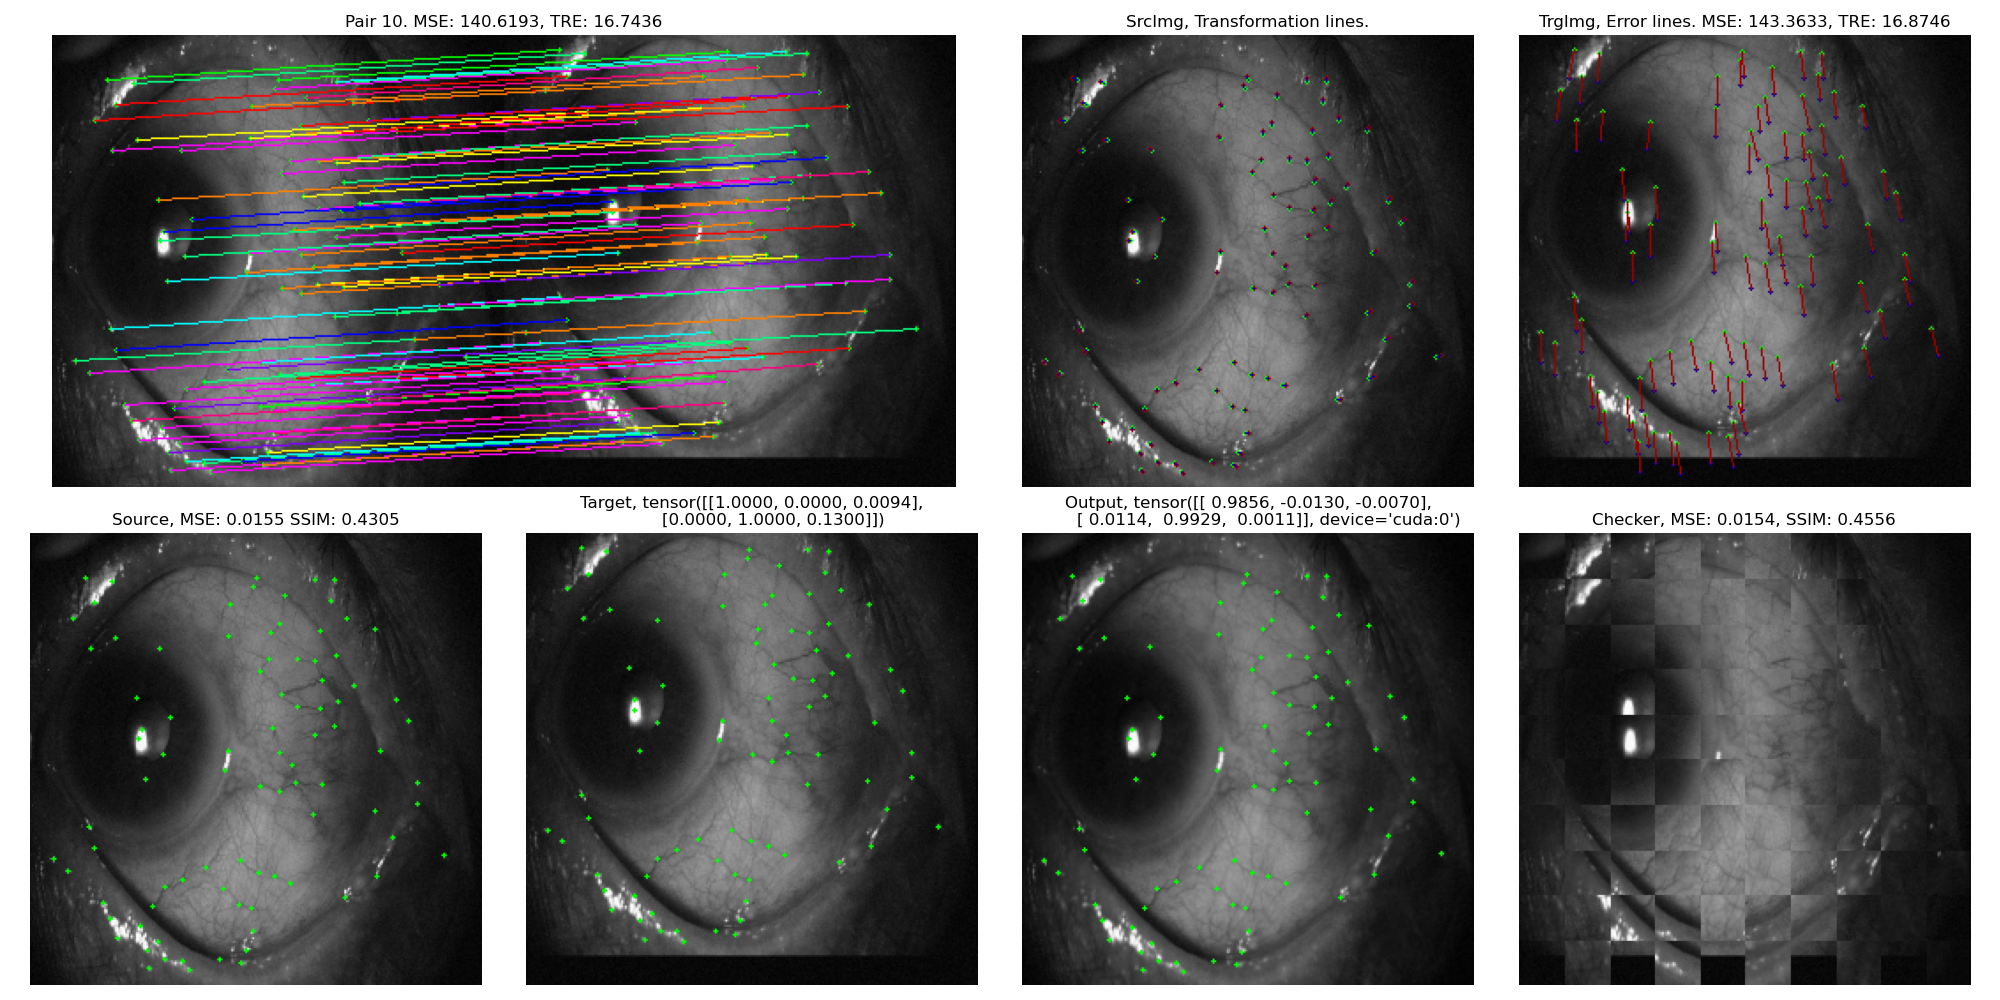 Pair 10. MSE: 140.6193, TRE: 16.7436
SrcImg, Transformation lines.
TrgImg, Error lines. MSE: 143.3633, TRE: 16.8746
Source, MSE: 0.0155 SSIM: 0.4305
Target, tensor([[1.0000, 0.0000, 0.0094],
[0.0000, 1.0000, 0.1300]])
Output, tensor([[ 0.9856, -0.0130, -0.0070],
[ 0.0114, 0.9929, 0.0011]], device='cuda:0')
Checker, MSE: 0.0154, SSIM: 0.4556